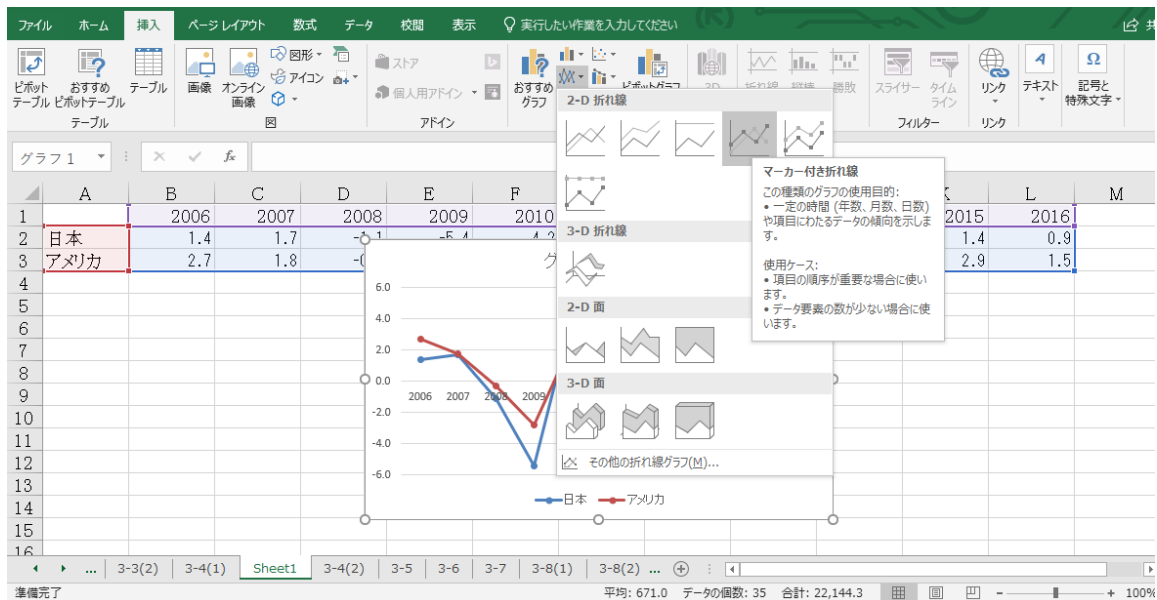 ファイル ホーム 挿入 ページ レイアウト 数式 データ 校閲 表示 実行したい作業を入力してください
ピボット
テーブル
おすすめ
ピボットテーブル
テーブル
画像
オンライン
画像
図形
アイコン
ストア
個人用アドイン
おすすめ
グラフ
スライサー
タイム
ライン
リンク
テキスト
記号と
特殊文字
テーブル 図 アドイン フィルター リンク
グラフ 1
fx
A B C D E F L M
1 2006 2007 2008 2009 2010 2015 2016
2 日本 1.4 1.7 1.4 0.9
3 アメリカ 2.7 1.8 2.9 1.5
4
5
6
7
8
9
10
11
12
13
14
15
16
6.0
4.0
2.0
0.0
-2.0
-4.0
-6.0
2006 2007 2008 2009
日本 アメリカ
2-D 折れ線
3-D 折れ線
2-D 面
3-D 面
その他の折れ線グラフ(M)...
マーカー付き折れ線
この種類のグラフの使用目的:
• 一定の時間 (年数、月数、日数)
や項目にわたるデータの傾向を示しま
す。
使用ケース:
• 項目の順序が重要な場合に使い
ます。
• データ要素の数が少ない場合に使
います。
... 3-3(2) 3-4(1) Sheet1 3-4(2) 3-5 3-6 3-7 3-8(1) 3-8(2) ...
準備完了 平均: 671.0 データの個数: 35 合計: 22,144.3 - + 100%